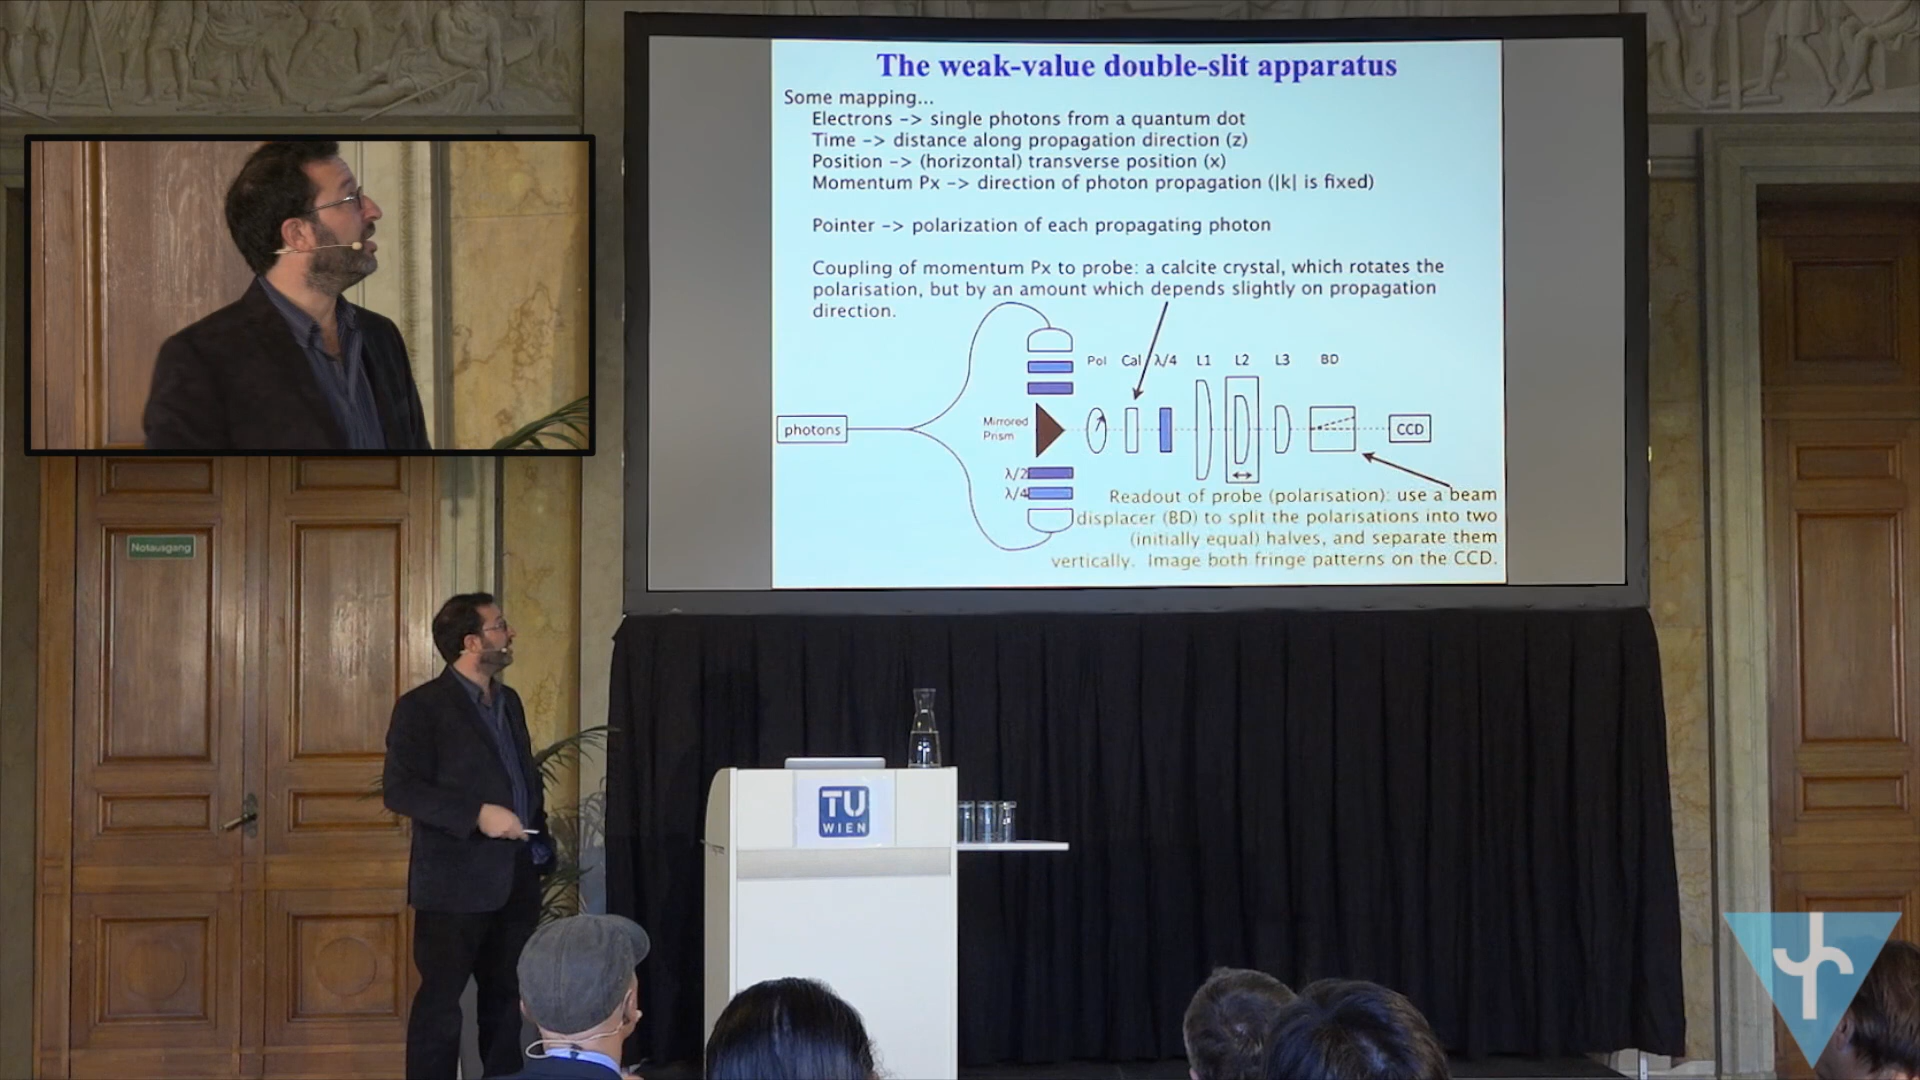 The weak-value double-slit apparatus
Some mapping...
Electrons -> single photons from a quantum dot
Time -> distance along propagation direction (z)
Position -> (horizontal) transverse position (x)
Momentum Px -> direction of photon propagation (|k| is fixed)
Pointer -> polarization of each propagating photon
Coupling of momentum Px to probe: a calcite crystal, which rotates the
polarisation, but by an amount which depends slightly on propagation
direction.
Pol Cal λ/4 L1 L2 L3 BD
photons
Mirrored
Prism
CCD
λ/2
λ/4
Readout of probe (polarisation): use a beam
displacer (BD) to split the polarisations into two
(initially equal) halves, and separate them
vertically. Image both fringe patterns on the CCD.
Notausgang
TU
WIEN